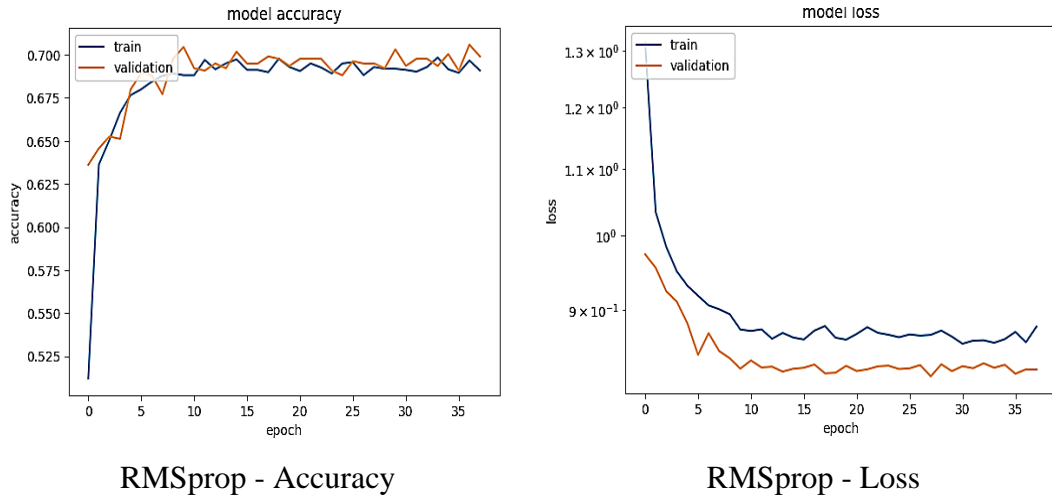 model accuracy
train
validation
0.700
0.675
0.650
0.625
0.600
0.575
0.550
0.525
accuracy
0 5 10 15 20 25 30 35
epoch
RMSprop - Accuracy
model loss
train
validation
1.3 × 10⁰
1.2 × 10⁰
1.1 × 10⁰
10⁰
9 × 10⁻¹
loss
0 5 10 15 20 25 30 35
epoch
RMSprop - Loss